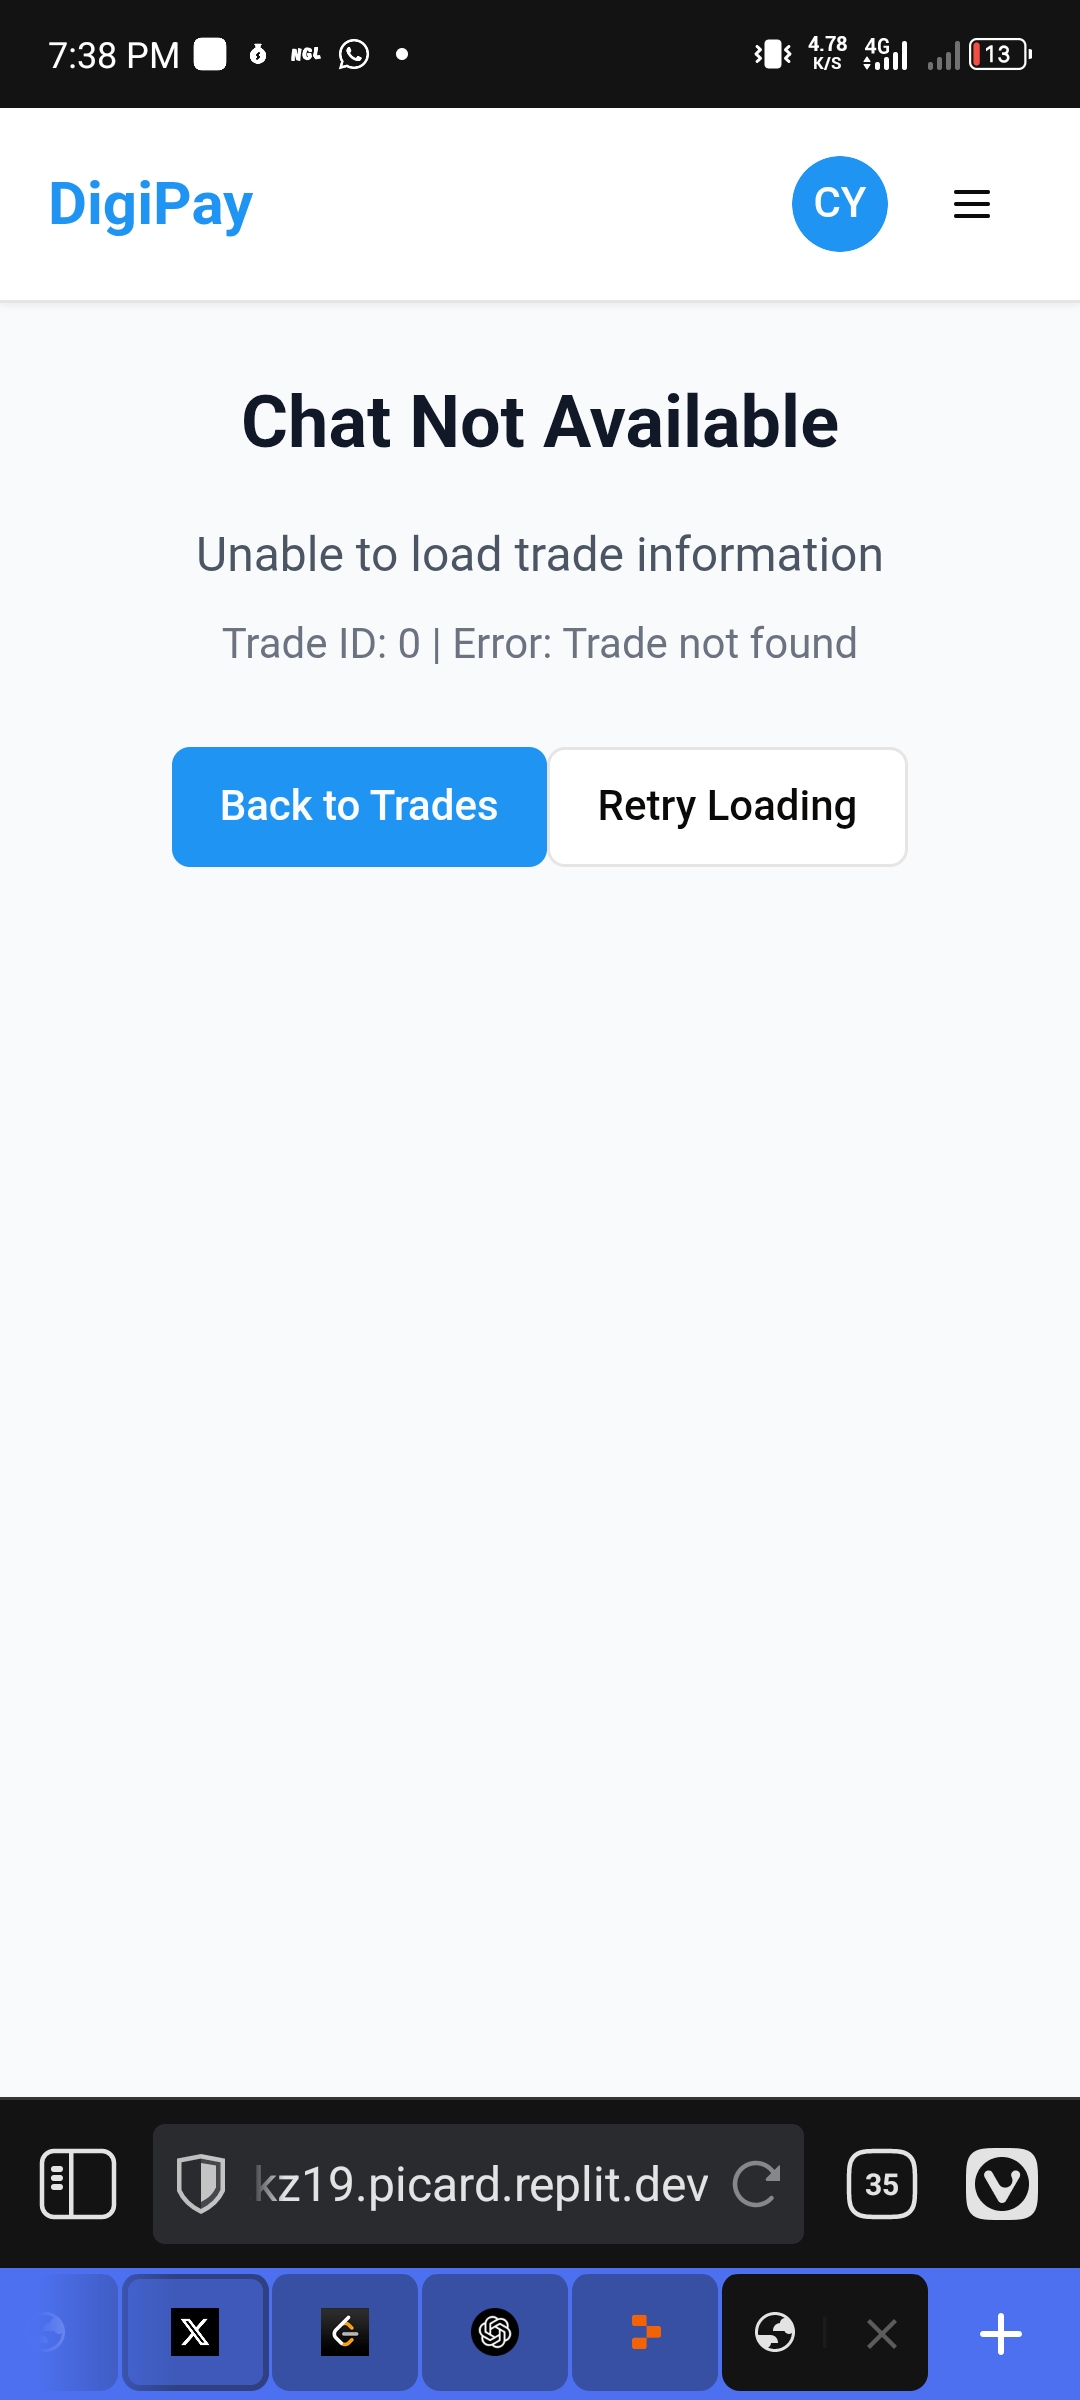 7:38 PM NGL 4.78 K/S 4G 13
DigiPay CY
Chat Not Available
Unable to load trade information
Trade ID: 0 | Error: Trade not found
Back to Trades Retry Loading
kz19.picard.replit.dev 35